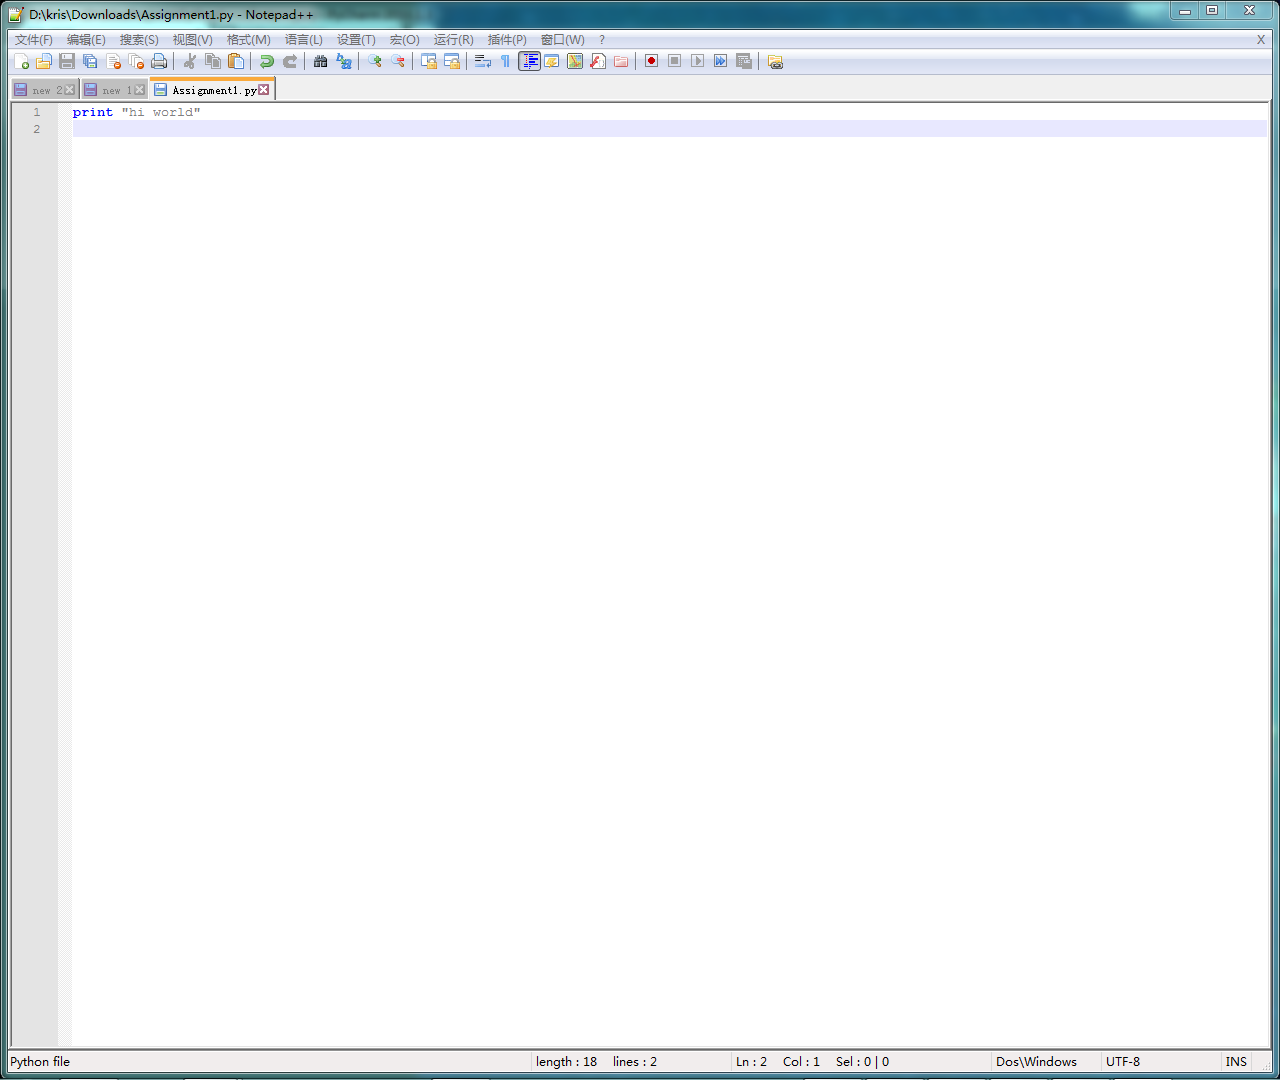 D:\kris\Downloads\Assignment1.py - Notepad++
文件(F) 编辑(E) 搜索(S) 视图(V) 格式(M) 语言(L) 设置(T) 宏(O) 运行(R) 插件(P) 窗口(W) ? X
new 2 new 1 Assignment1.py
1 print "hi world"
2
Python file length : 18 lines : 2 Ln : 2 Col : 1 Sel : 0 | 0 Dos\Windows UTF-8 INS